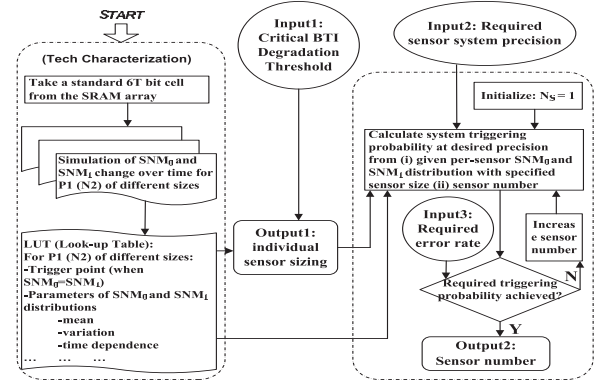 START
(Tech Characterization)
Take a standard 6T bit cell
from the SRAM array
Simulation of SNM₀ and
SNM₁ change over time for
P1 (N2) of different sizes
LUT (Look-up Table):
For P1 (N2) of different sizes:
-Trigger point (when
SNM₀=SNM₁)
-Parameters of SNM₀ and SNM₁
distributions
-mean
-variation
-time dependence
... ... ...
Input1:
Critical BTI
Degradation
Threshold
Output1:
individual
sensor sizing
Input2: Required
sensor system precision
Initialize: Nₛ = 1
Calculate system triggering
probability at desired precision
from (i) given per-sensor SNM₀ and
SNM₁ distribution with specified
sensor size (ii) sensor number
Input3:
Required
error rate
Increas
e sensor
number
Required triggering
probability achieved?
N
Y
Output2:
Sensor number